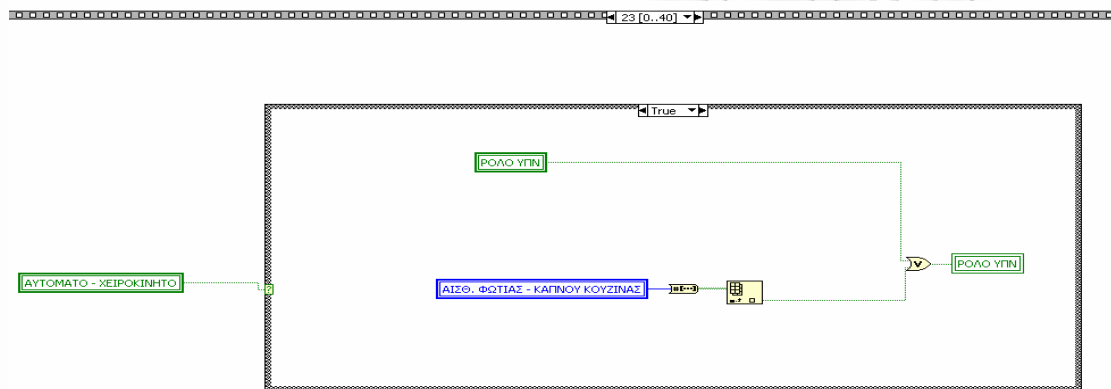 23 [0..40]
True
ΡΟΛΟ ΥΠΝ
ΡΟΛΟ ΥΠΝ
ΑΥΤΟΜΑΤΟ - ΧΕΙΡΟΚΙΝΗΤΟ
?
ΑΙΣΘ. ΦΩΤΙΑΣ - ΚΑΠΝΟΥ ΚΟΥΖΙΝΑΣ